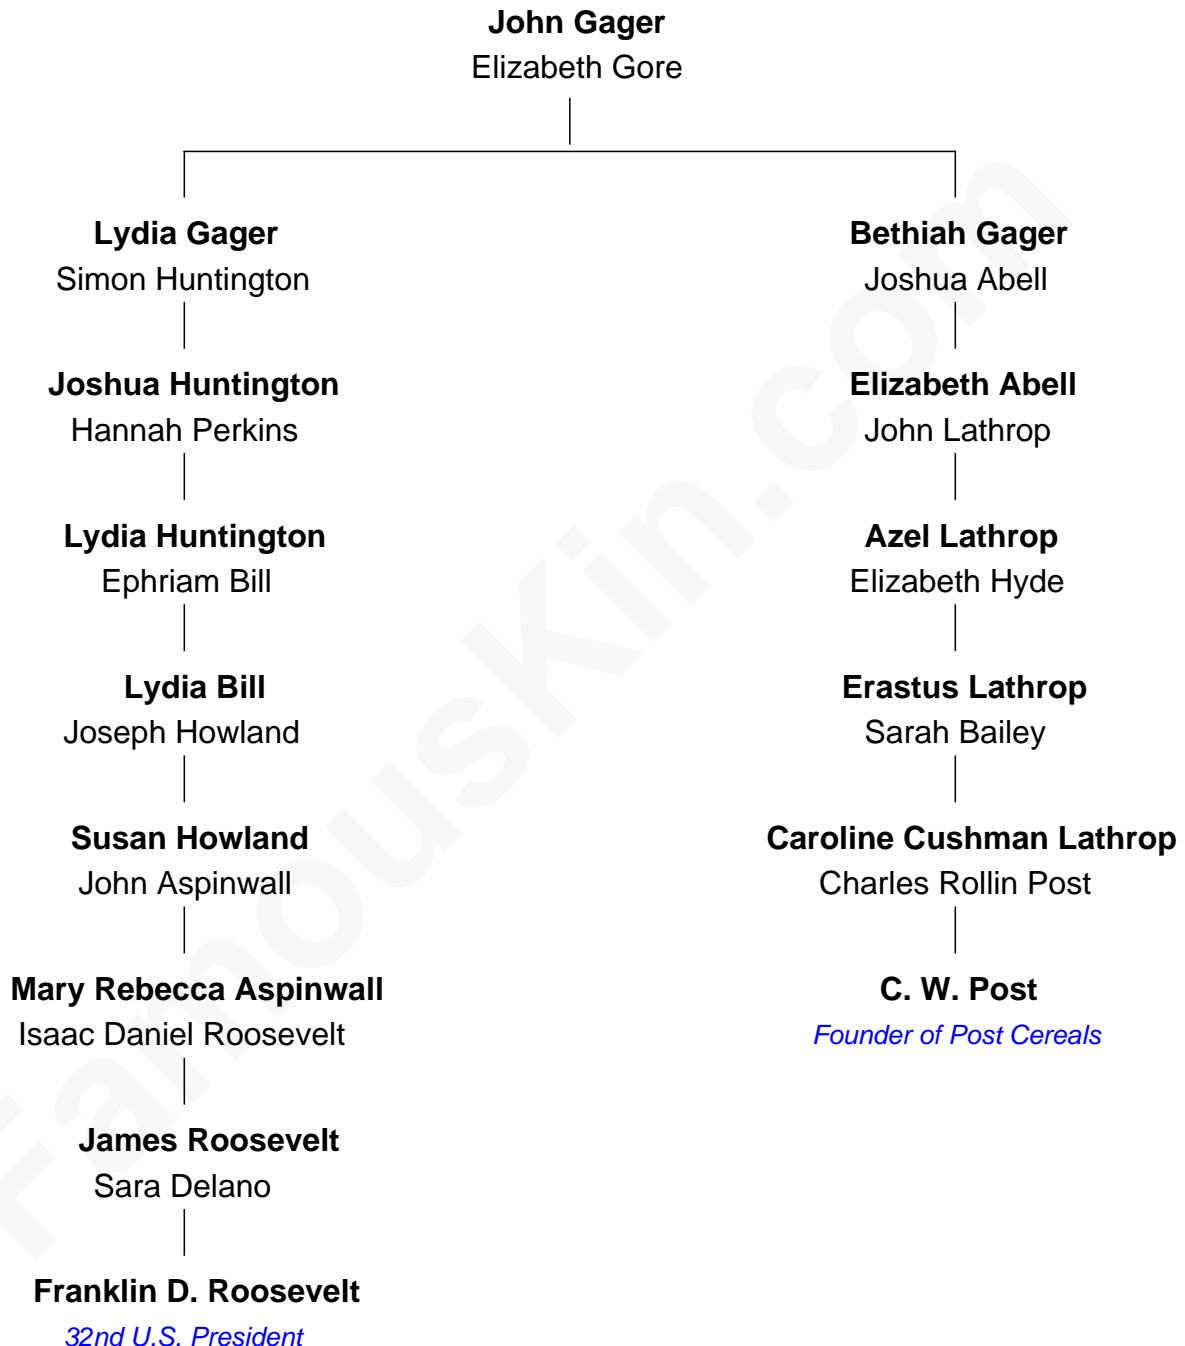 John Gager
Elizabeth Gore
Lydia Gager
Simon Huntington
Bethiah Gager
Joshua Abell
Joshua Huntington
Hannah Perkins
Elizabeth Abell
John Lathrop
Lydia Huntington
Ephriam Bill
Azel Lathrop
Elizabeth Hyde
Lydia Bill
Joseph Howland
Erastus Lathrop
Sarah Bailey
Susan Howland
John Aspinwall
Caroline Cushman Lathrop
Charles Rollin Post
Mary Rebecca Aspinwall
Isaac Daniel Roosevelt
C. W. Post
Founder of Post Cereals
James Roosevelt
Sara Delano
Franklin D. Roosevelt
32nd U.S. President
FamousKin.com